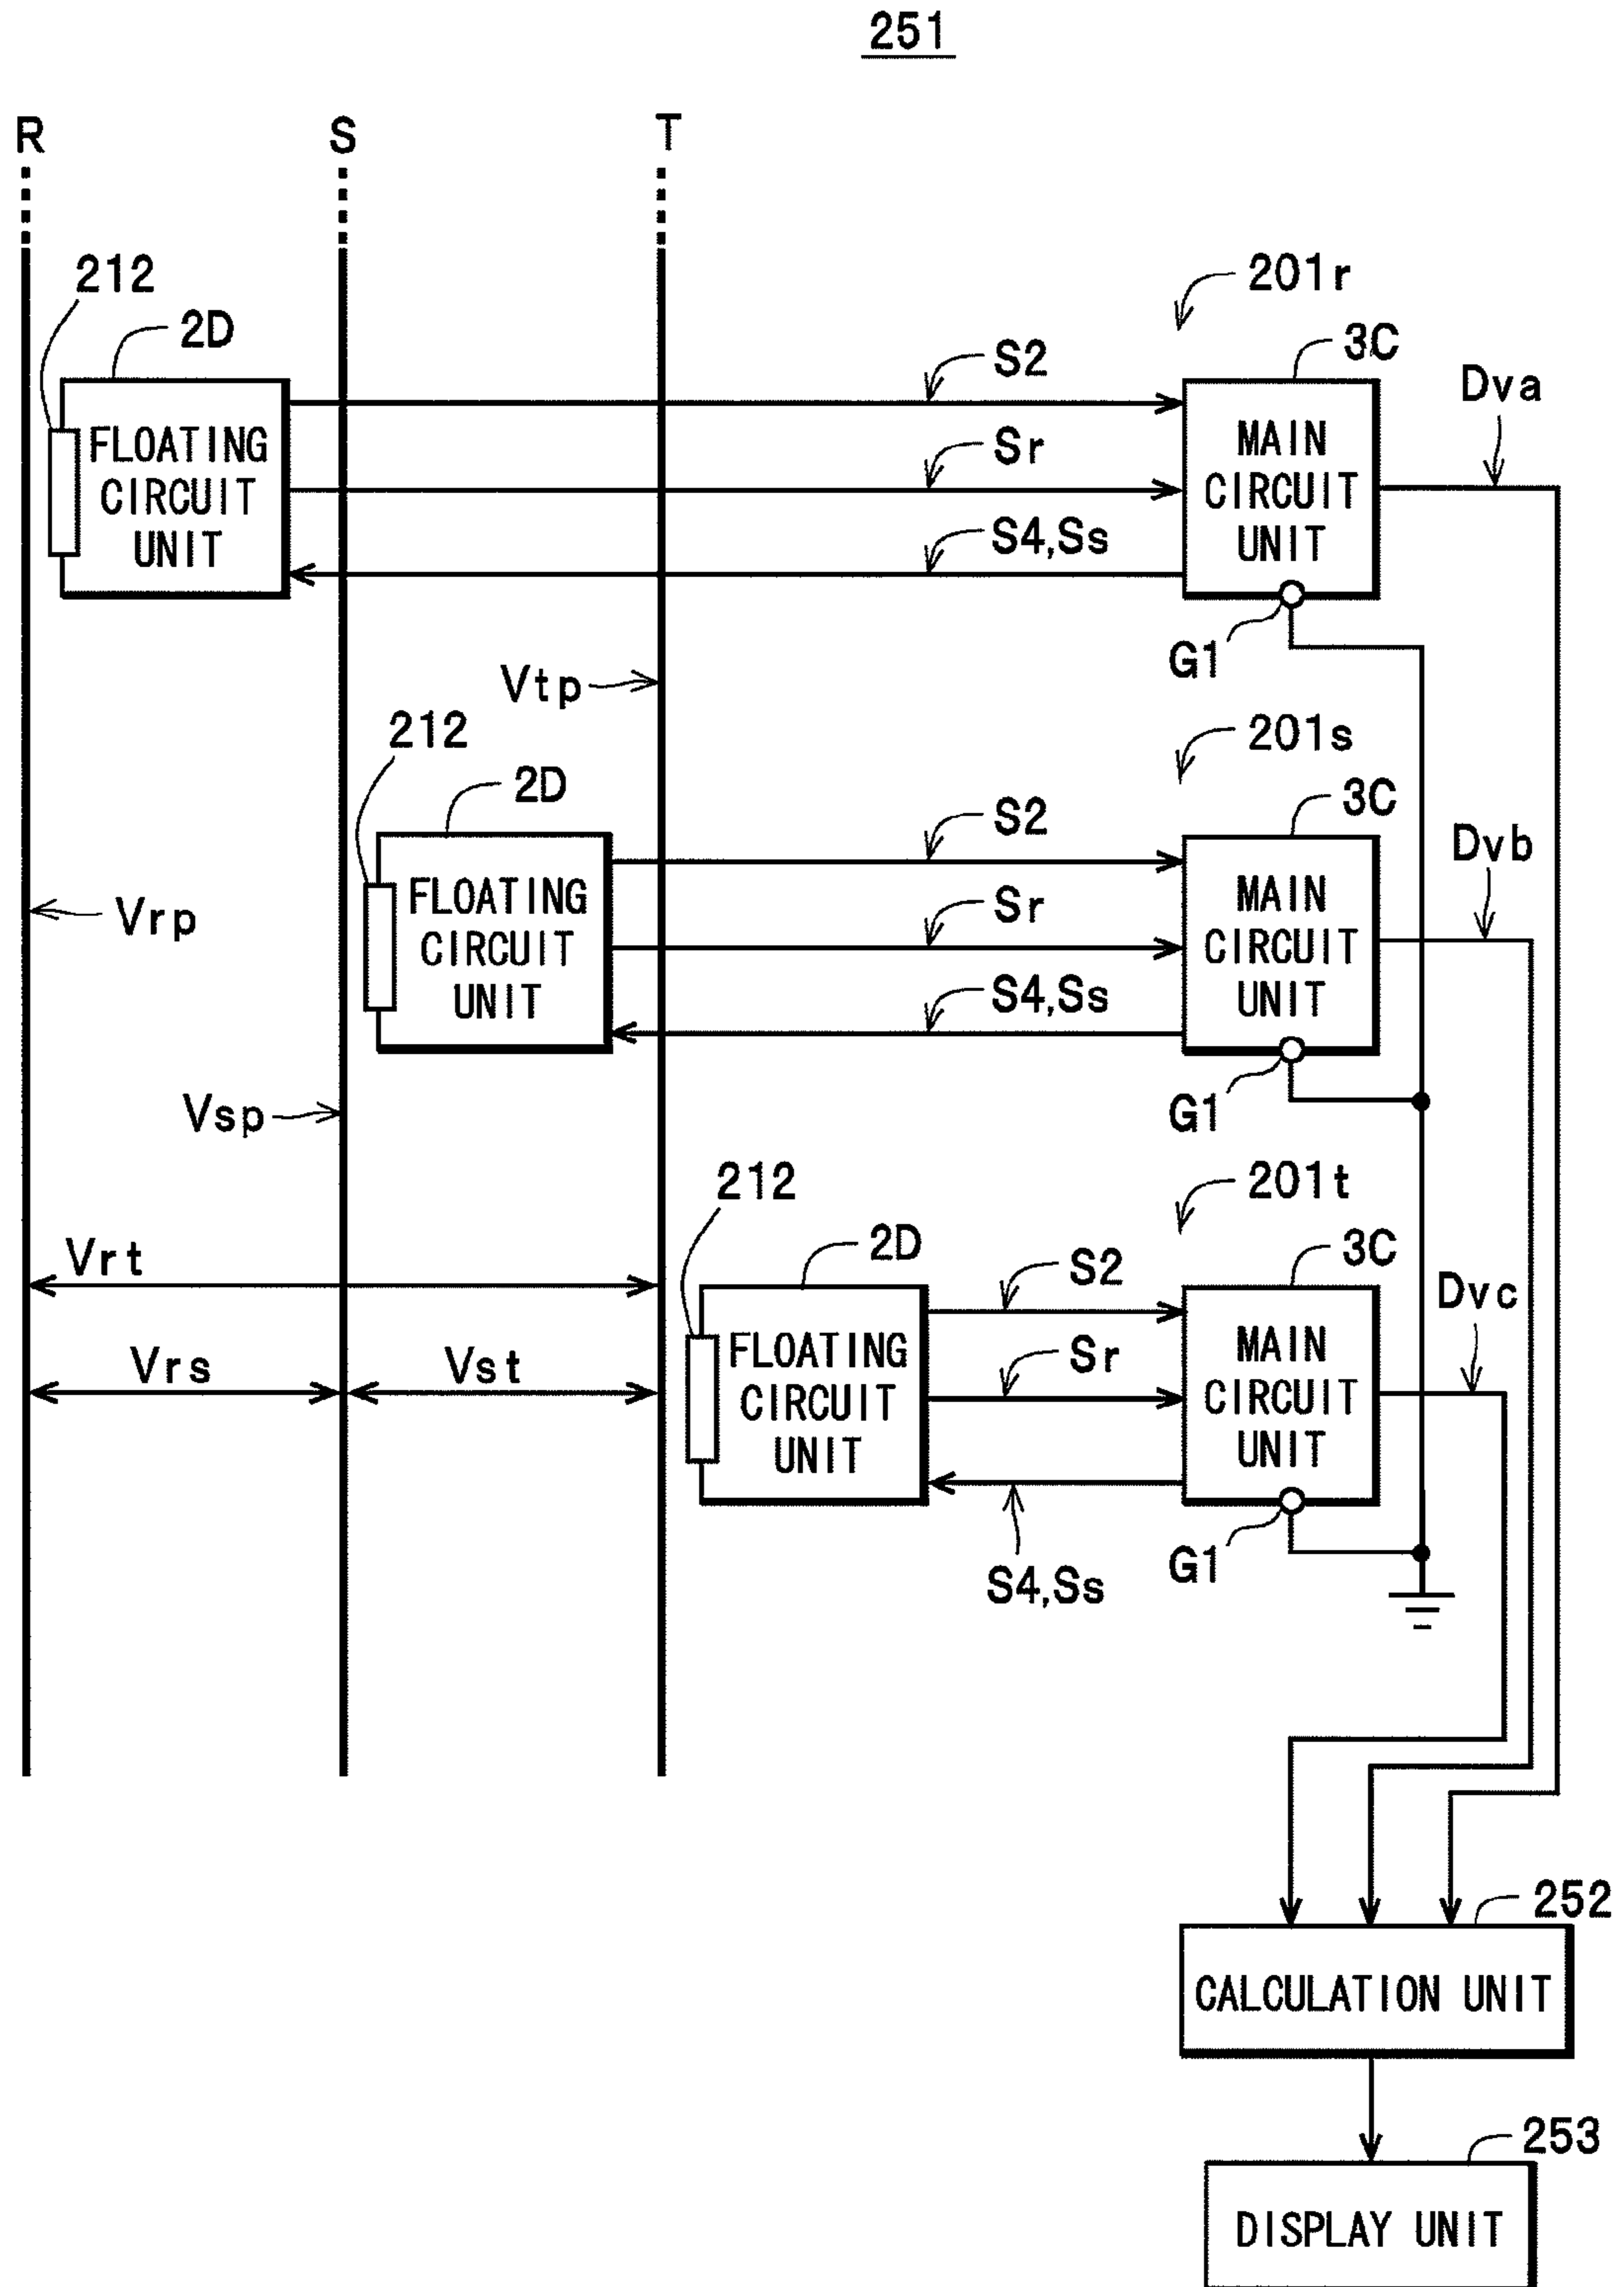 251
R
S
T
212
2D
FLOATING
CIRCUIT
UNIT
S2
Sr
S4,Ss
201r
3C
MAIN
CIRCUIT
UNIT
Dva
G1
Vtp
212
2D
FLOATING
CIRCUIT
UNIT
S2
Sr
S4,Ss
201s
3C
MAIN
CIRCUIT
UNIT
Dvb
G1
Vrp
Vsp
212
2D
FLOATING
CIRCUIT
UNIT
S2
Sr
S4,Ss
201t
3C
MAIN
CIRCUIT
UNIT
Dvc
G1
Vrt
Vrs
Vst
252
CALCULATION UNIT
253
DISPLAY UNIT